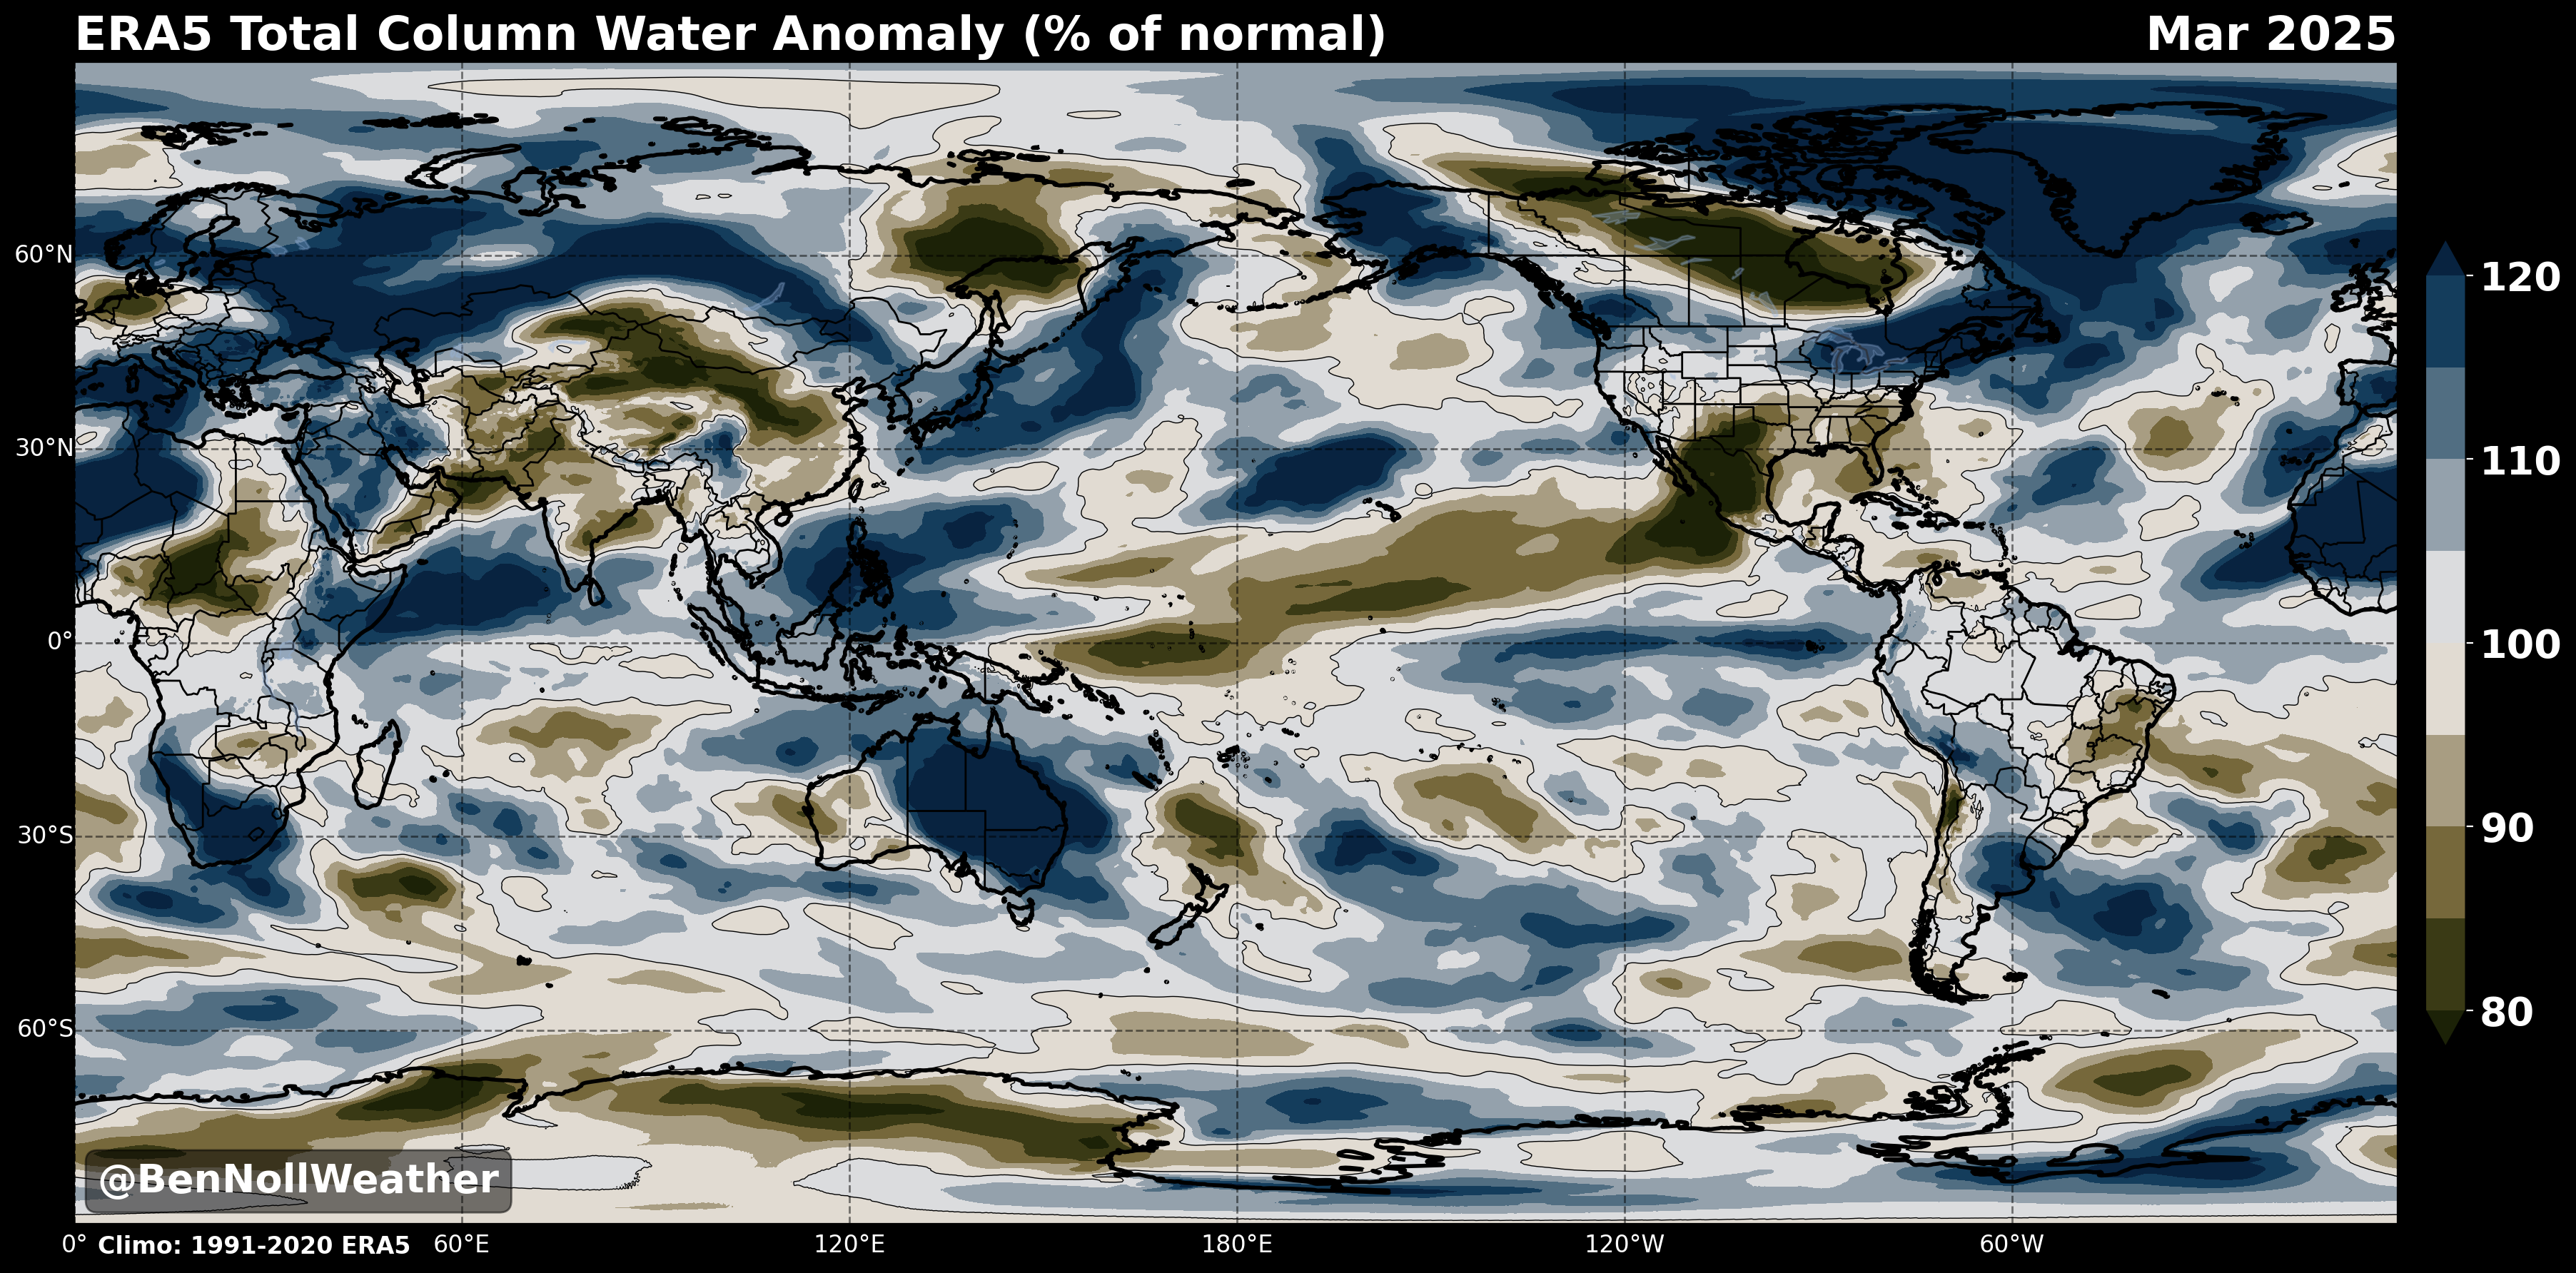 ERA5 Total Column Water Anomaly (% of normal) Mar 2025
60°N
30°N
0°
30°S
60°S
120
110
100
90
80
@BenNollWeather
0° 60°E 120°E 180°E 120°W 60°W
Climo: 1991-2020 ERA5